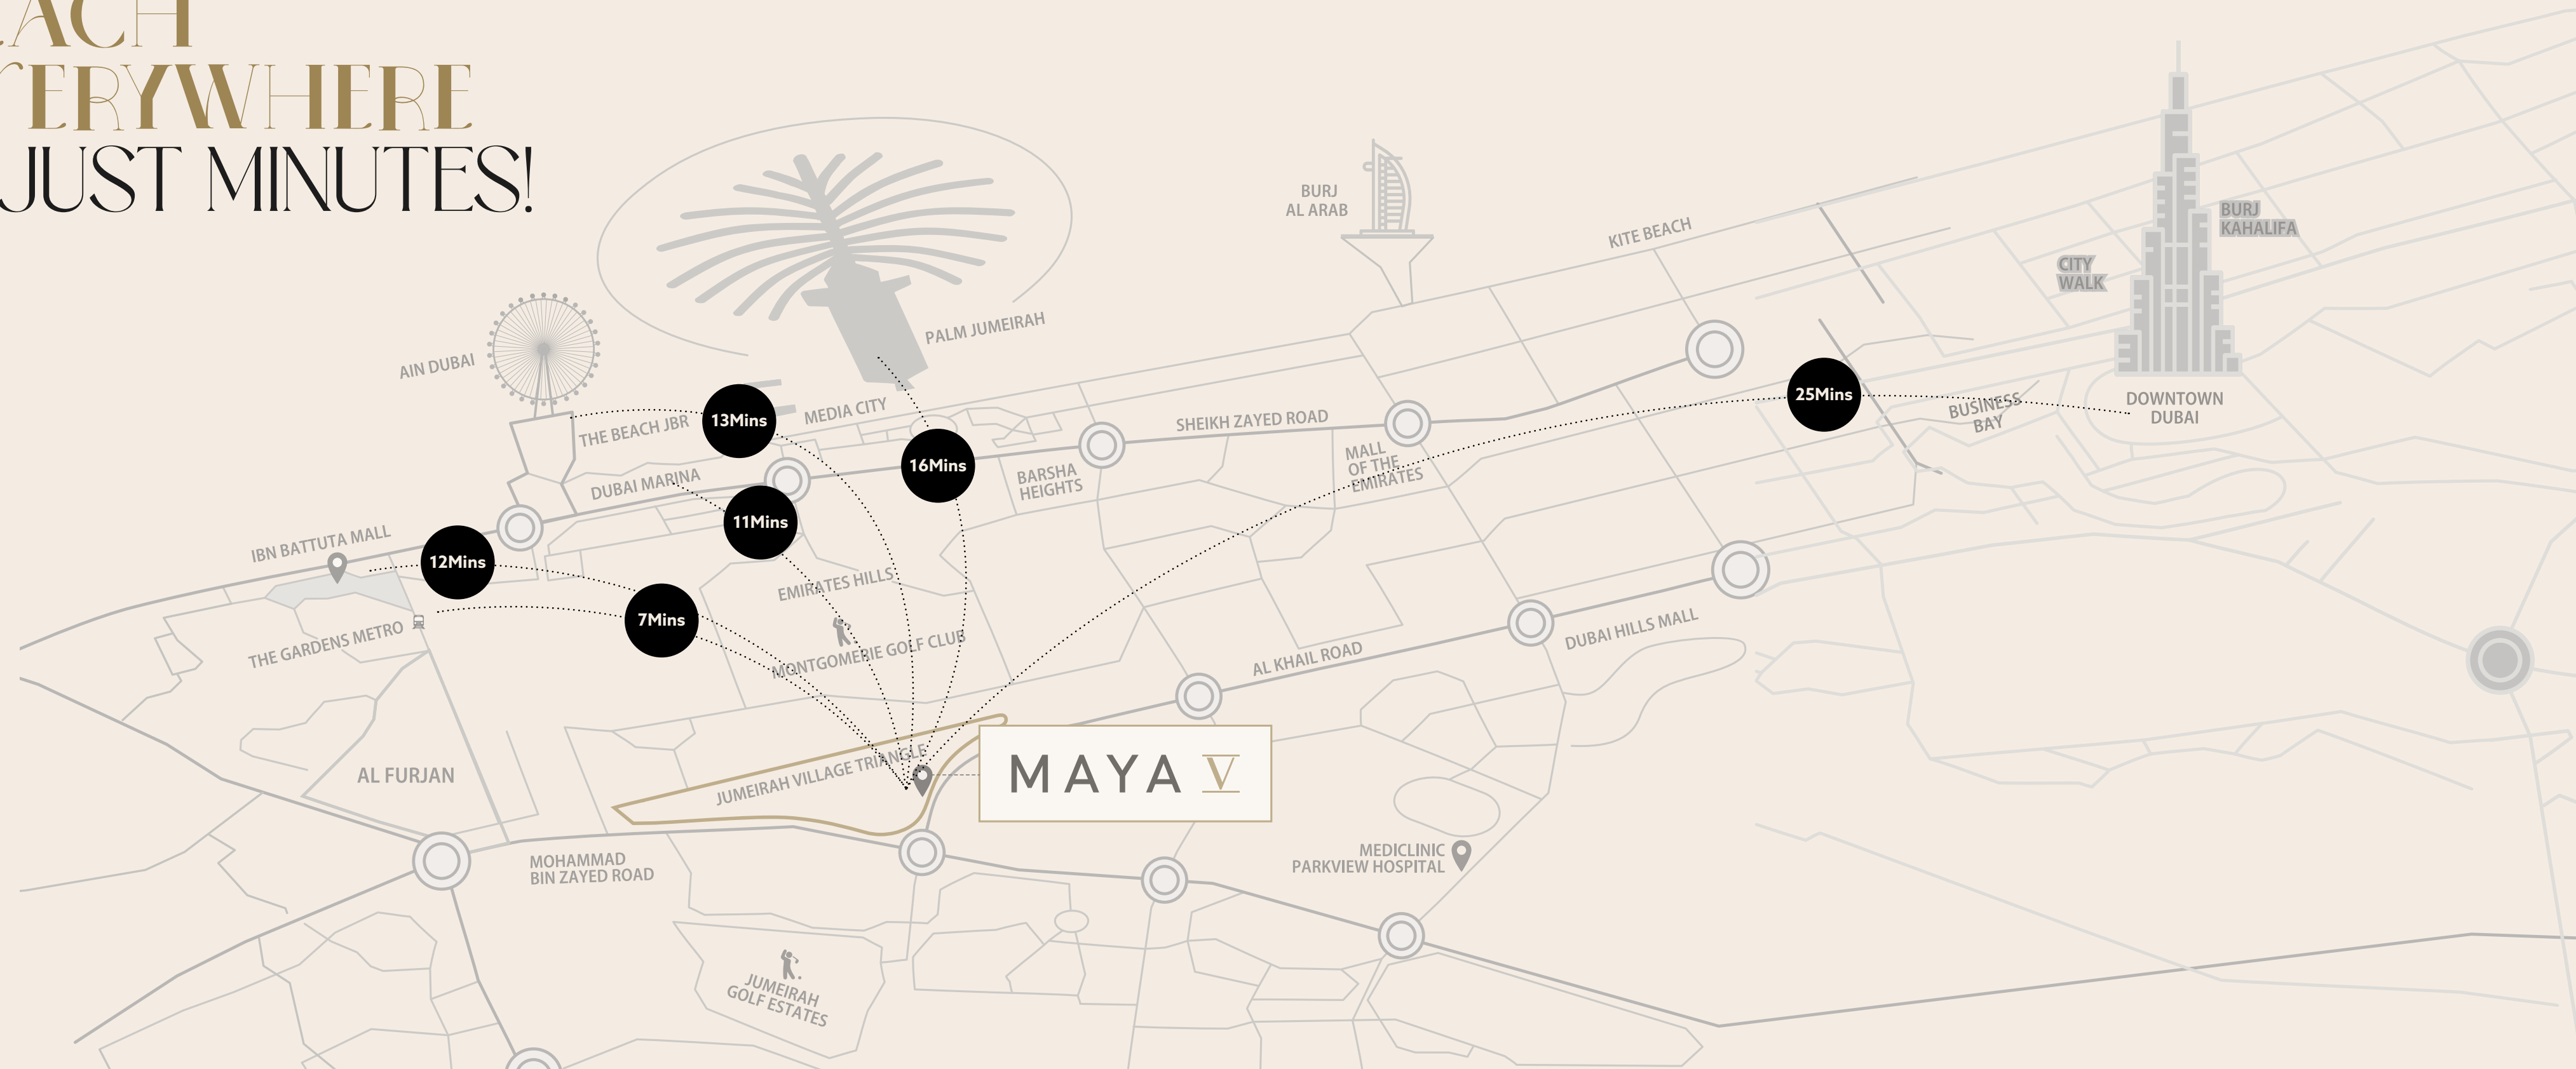 EACH
ERYWHERE
JUST MINUTES!
BURJ
AL ARAB
KITE BEACH
BURJ
KAHALIFA
CITY
WALK
PALM JUMEIRAH
AIN DUBAI
13Mins
MEDIA CITY
THE BEACH JBR
25Mins
BUSINESS
BAY
DOWNTOWN
DUBAI
SHEIKH ZAYED ROAD
16Mins
MALL
OF THE
EMIRATES
BARSHA
HEIGHTS
DUBAI MARINA
11Mins
IBN BATTUTA MALL
12Mins
EMIRATES HILLS
7Mins
THE GARDENS METRO
MONTGOMERIE GOLF CLUB
DUBAI HILLS MALL
AL KHAIL ROAD
AL FURJAN
JUMEIRAH VILLAGE TRIANGLE
MAYA V
MOHAMMAD
BIN ZAYED ROAD
MEDICLINIC
PARKVIEW HOSPITAL
JUMEIRAH
GOLF ESTATES